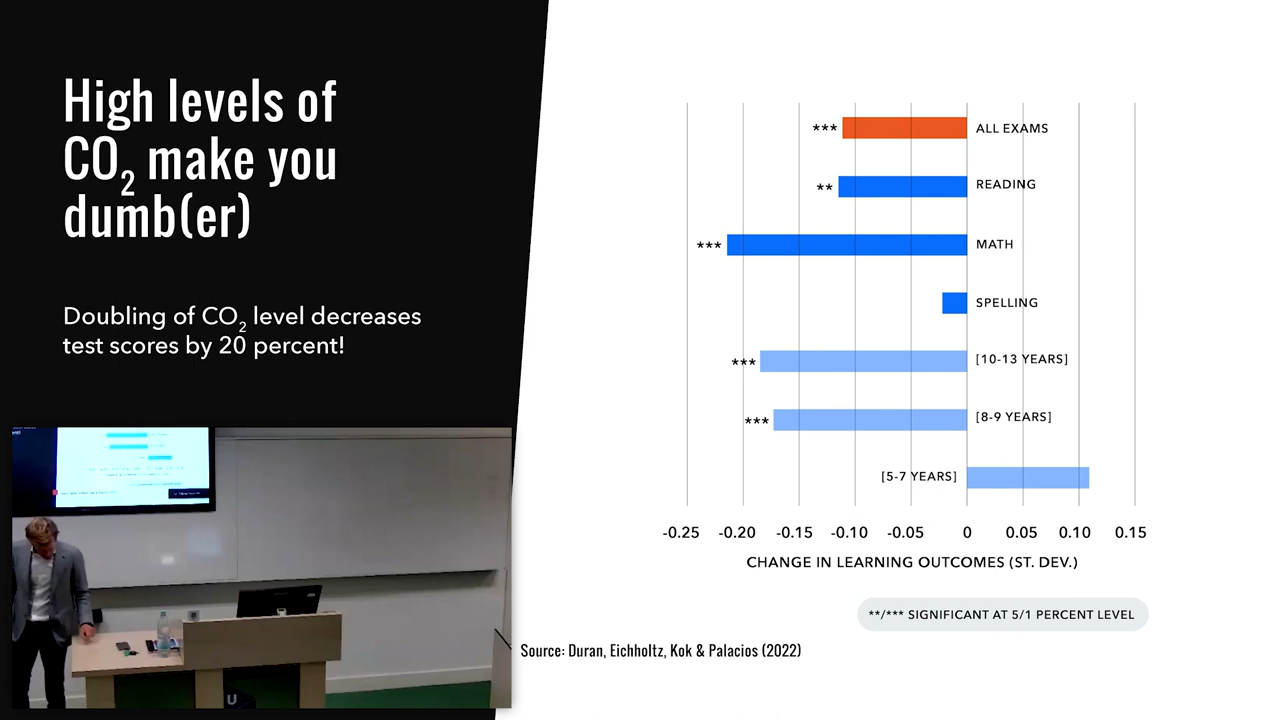 High levels of
CO₂ make you
dumb(er)
Doubling of CO₂ level decreases
test scores by 20 percent!
*** ALL EXAMS
** READING
*** MATH
SPELLING
*** [10-13 YEARS]
*** [8-9 YEARS]
[5-7 YEARS]
-0.25 -0.20 -0.15 -0.10 -0.05 0 0.05 0.10 0.15
CHANGE IN LEARNING OUTCOMES (ST. DEV.)
**/*** SIGNIFICANT AT 5/1 PERCENT LEVEL
Source: Duran, Eichholtz, Kok & Palacios (2022)
U